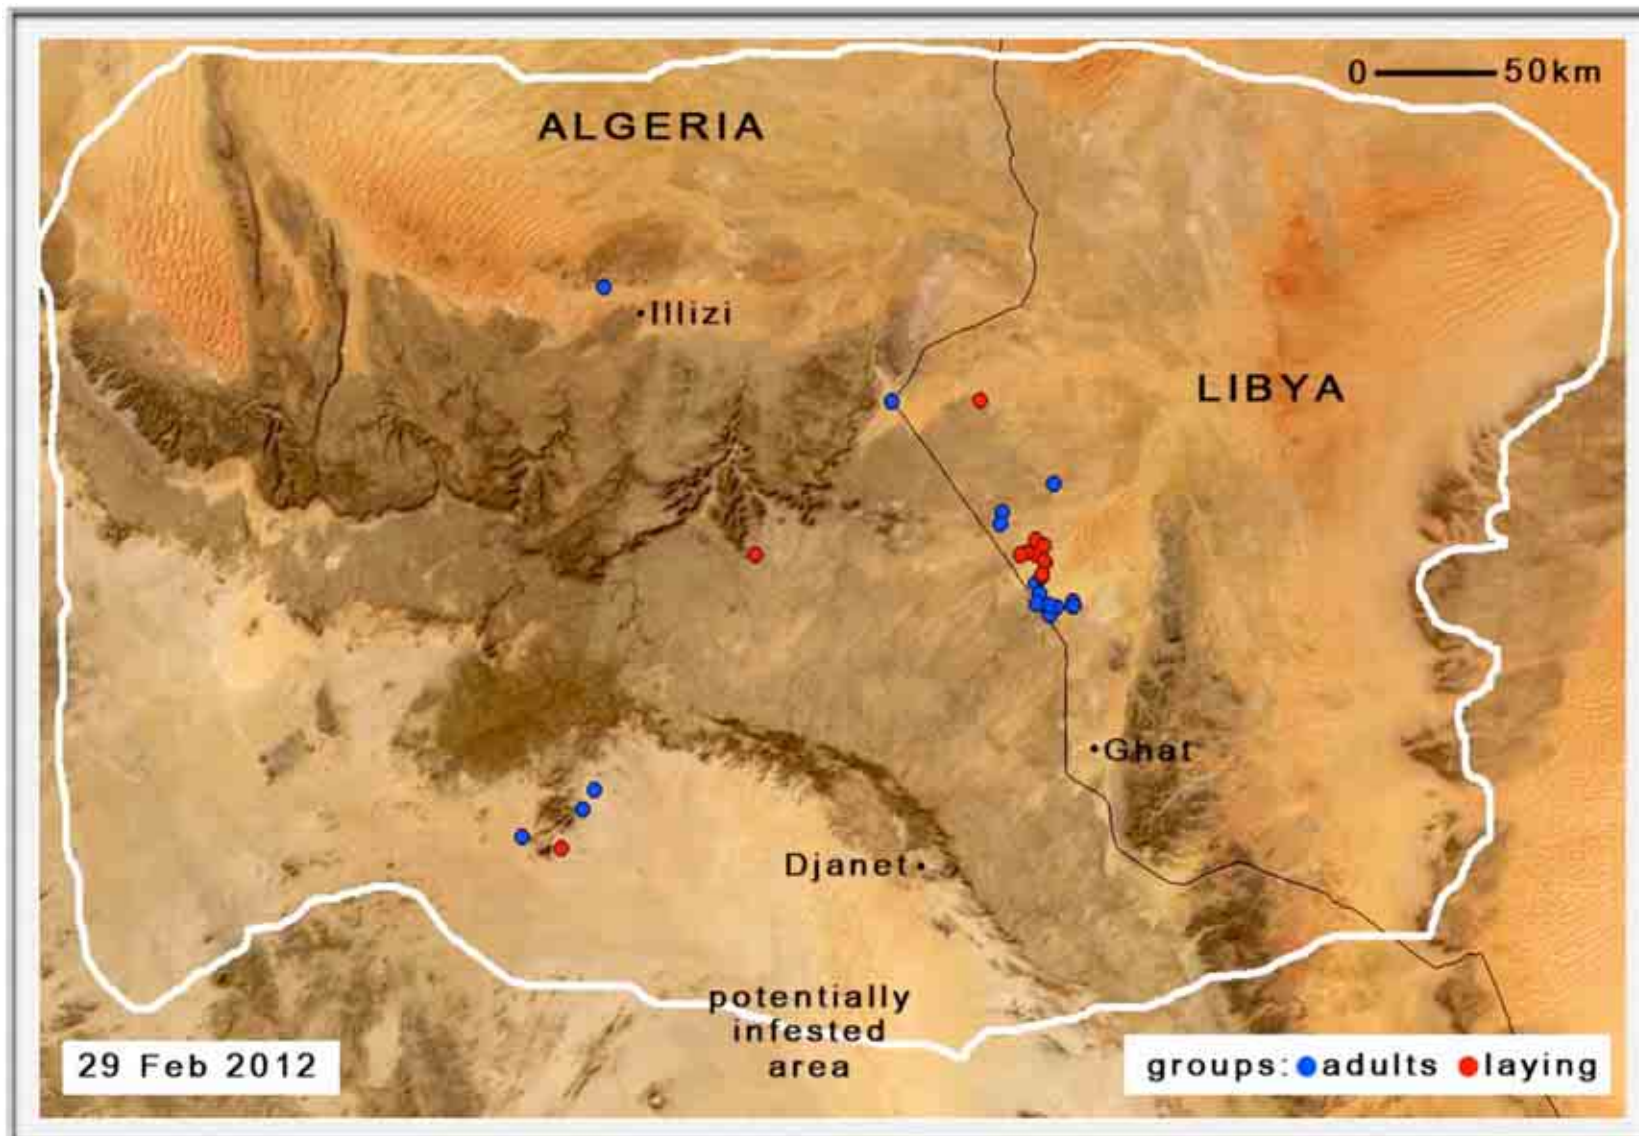 0 50km
ALGERIA
Illizi
LIBYA
Ghat
Djanet
potentially
infested
area
29 Feb 2012
groups: adults laying